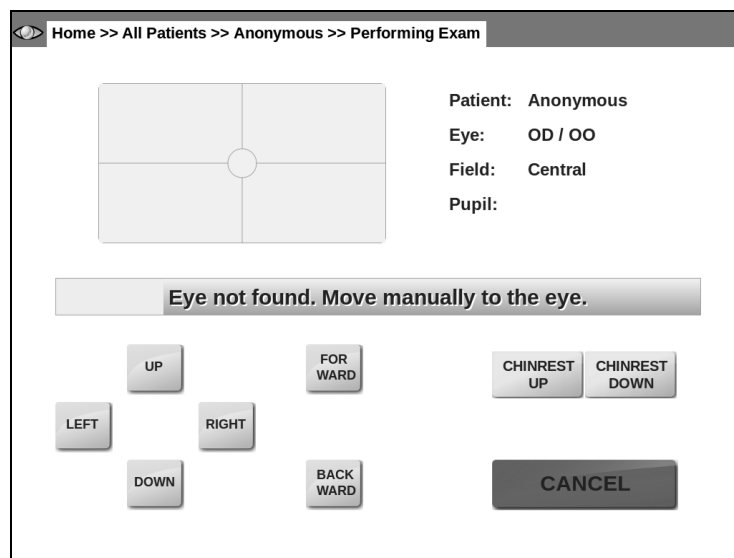 Home >> All Patients >> Anonymous >> Performing Exam
Patient: Anonymous
Eye: OD / OO
Field: Central
Pupil:
Eye not found. Move manually to the eye.
UP
FOR
WARD
CHINREST
UP
CHINREST
DOWN
LEFT
RIGHT
DOWN
BACK
WARD
CANCEL